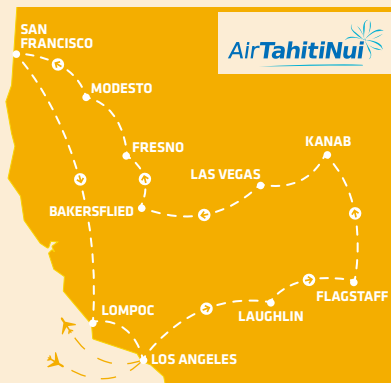 SAN
FRANCISCO
AirTahitiNui
MODESTO
FRESNO
KANAB
LAS VEGAS
BAKERSFLIED
FLAGSTAFF
LOMPOC
LAUGHLIN
LOS ANGELES